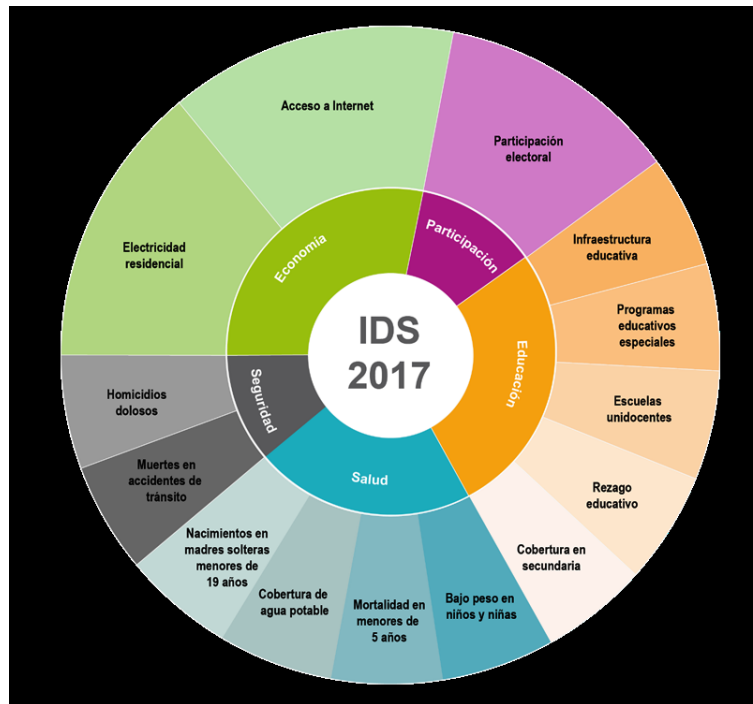 IDS
2017
Economía
Participación
Educación
Salud
Seguridad
Acceso a Internet
Participación
electoral
Infraestructura
educativa
Programas
educativos
especiales
Escuelas
unidocentes
Rezago
educativo
Cobertura en
secundaria
Bajo peso en
niños y niñas
Mortalidad en
menores de
5 años
Cobertura de
agua potable
Nacimientos en
madres solteras
menores de
19 años
Muertes en
accidentes de
tránsito
Homicidios
dolosos
Electricidad
residencial